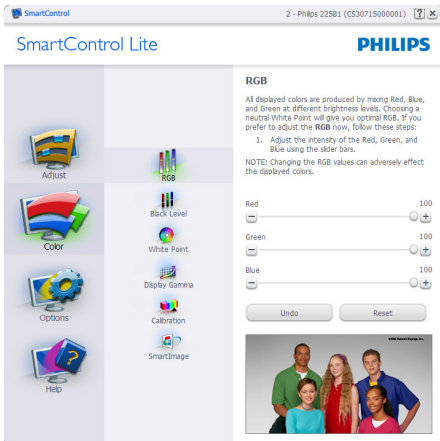 SmartControl
2 - Philips 225B1 (CS30715000001)
SmartControl Lite
PHILIPS
Adjust
Color
Options
Help
RGB
Black Level
White Point
Display Gamma
Calibration
SmartImage
RGB
All displayed colors are produced by mixing Red, Blue,
and Green at different brightness levels. Choosing a
neutral White Point will give you optimal RGB. If you
prefer to adjust the RGB now, follow these steps:
1. Adjust the intensity of the Red, Green, and
Blue using the slider bars.
NOTE: Changing the RGB values can adversely effect
the displayed colors.
Red 100
Green 100
Blue 100
Undo Reset